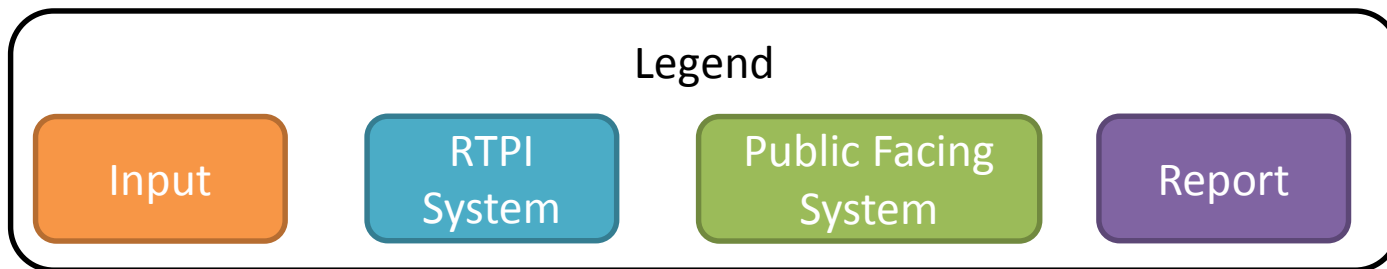 Legend
Input
RTPI
System
Public Facing
System
Report